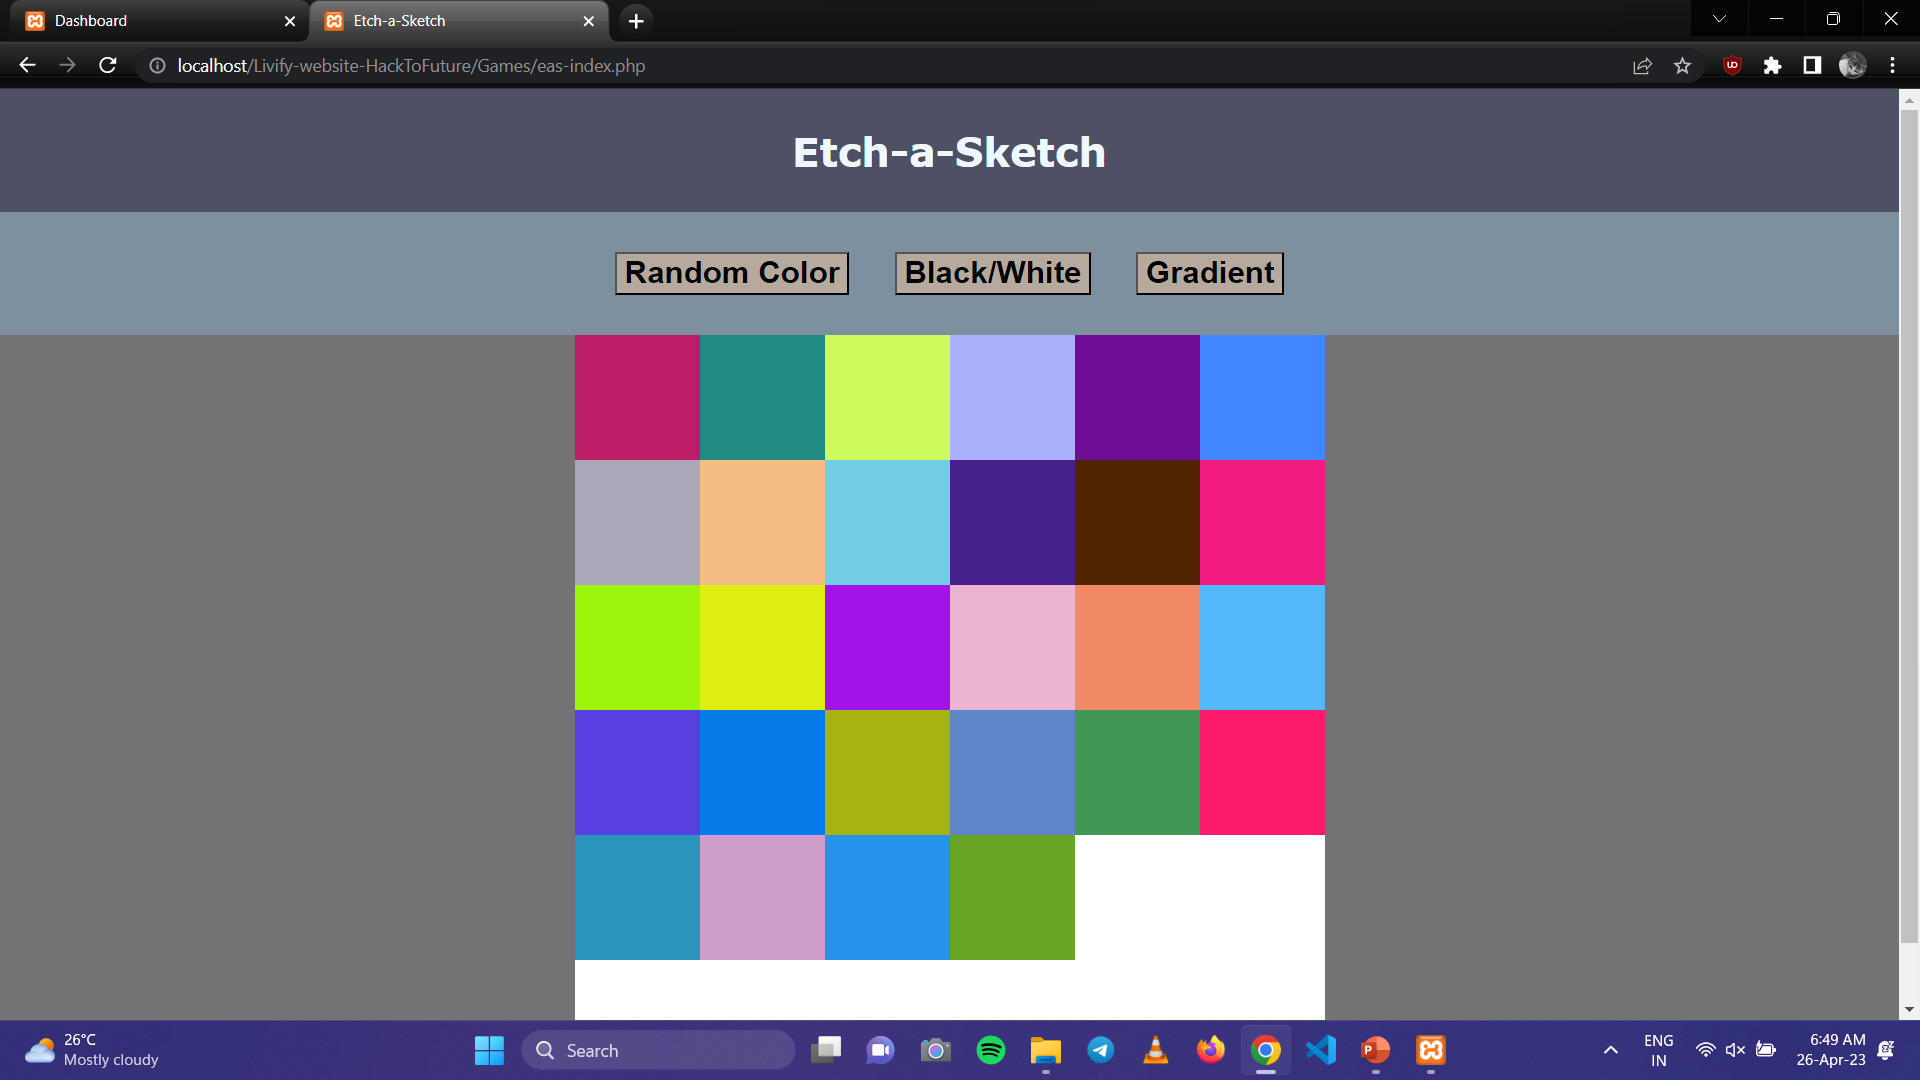 Dashboard
Etch-a-Sketch
localhost/Livify-website-HackToFuture/Games/eas-index.php
Etch-a-Sketch
Random Color
Black/White
Gradient
26°C
Mostly cloudy
Search
ENG
IN
6:49 AM
26-Apr-23